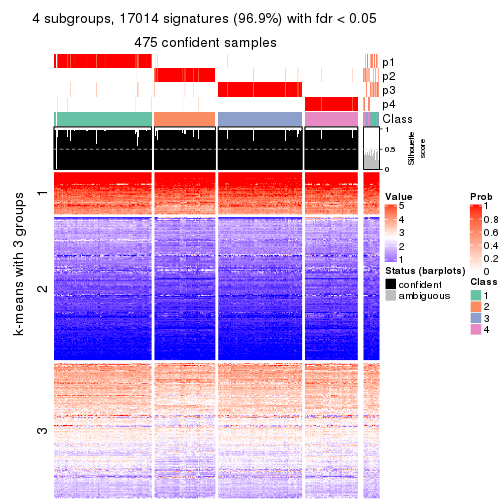 4 subgroups, 17014 signatures (96.9%) with fdr < 0.05
475 confident samples
p1
p2
p3
p4
Class
1
0.5
0
Silhouette
score
k-means with 3 groups
1
2
3
Value
5
4
3
2
1
Status (barplots)
confident
ambiguous
Prob
1
0.8
0.6
0.4
0.2
0
Class
1
2
3
4